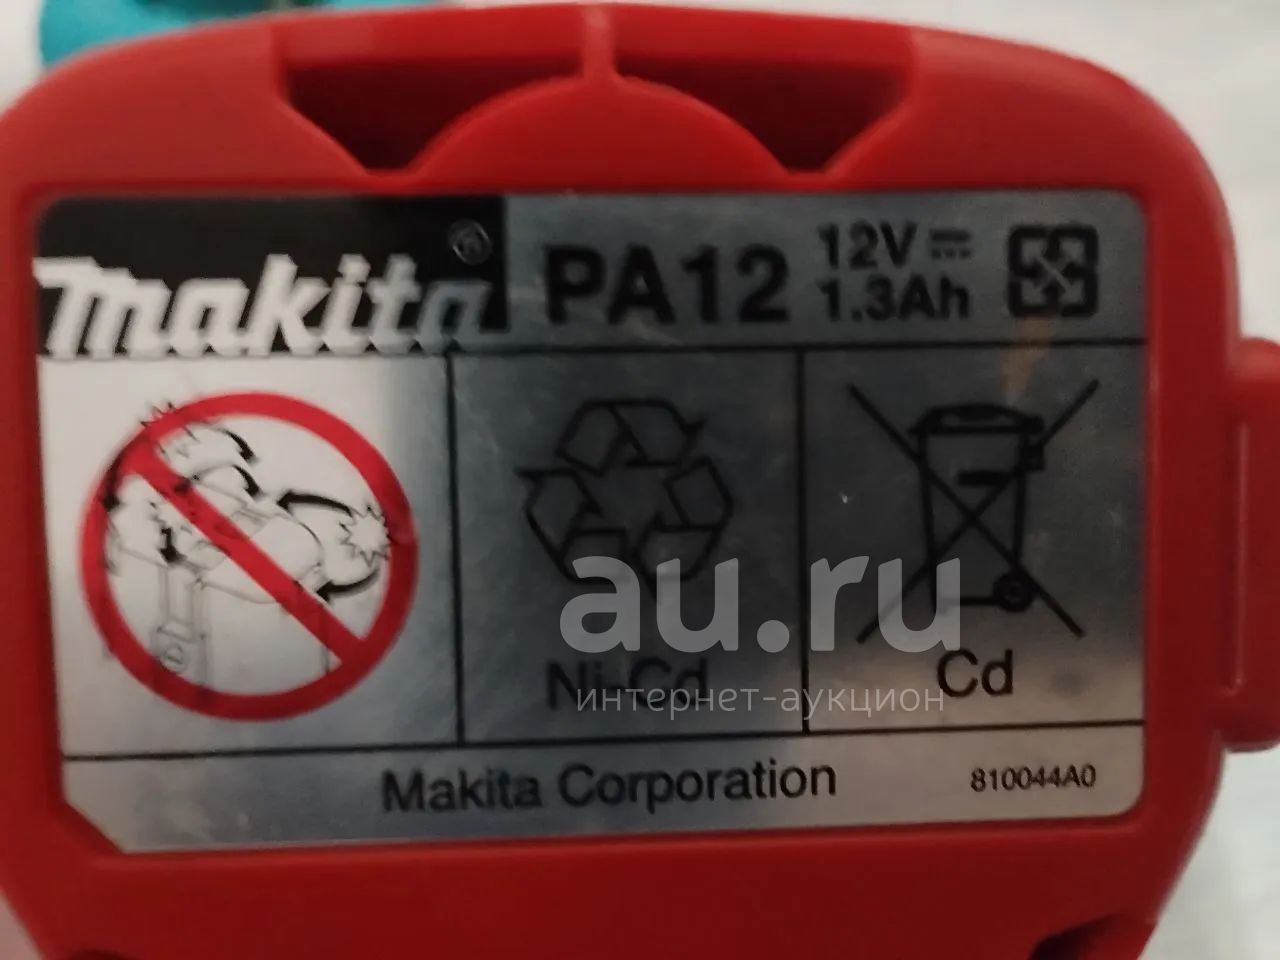 makita®
PA12
12V
1.3Ah
Ni-Cd
Cd
Makita Corporation
810044A0
au.ru
интернет-аукцион